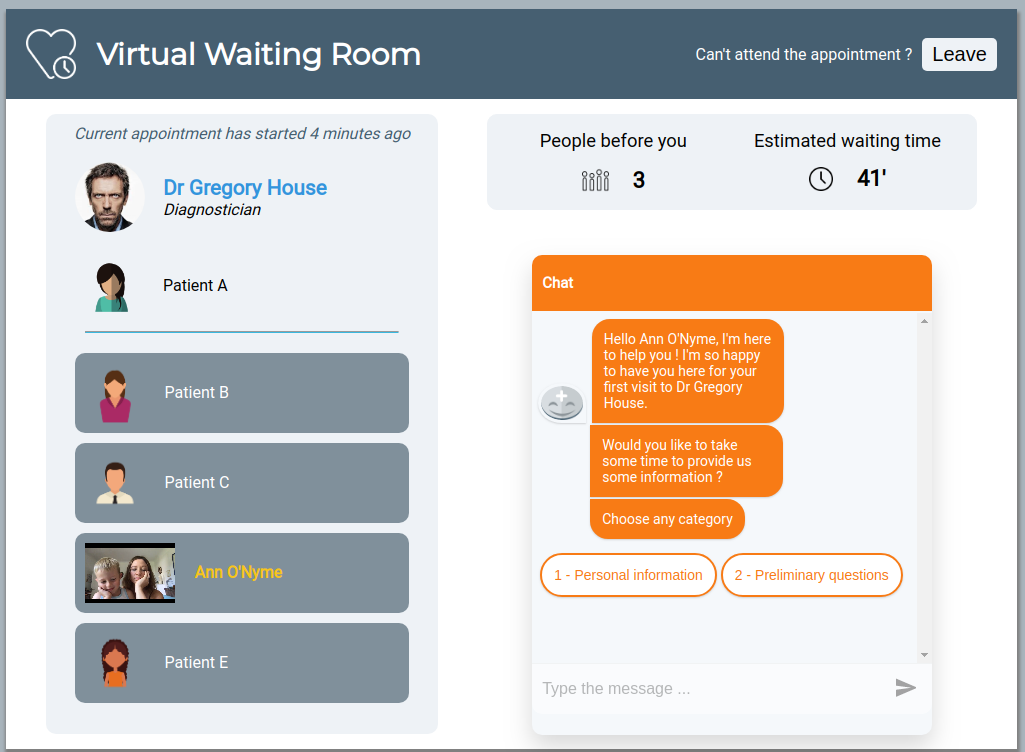 Virtual Waiting Room
Can't attend the appointment ?
Leave
Current appointment has started 4 minutes ago
Dr Gregory House
Diagnostician
Patient A
Patient B
Patient C
Ann O'Nyme
Patient E
People before you
3
Estimated waiting time
41'
Chat
Hello Ann O'Nyme, I'm here
to help you ! I'm so happy
to have you here for your
first visit to Dr Gregory
House.
Would you like to take
some time to provide us
some information ?
Choose any category
1 - Personal information
2 - Preliminary questions
Type the message ...